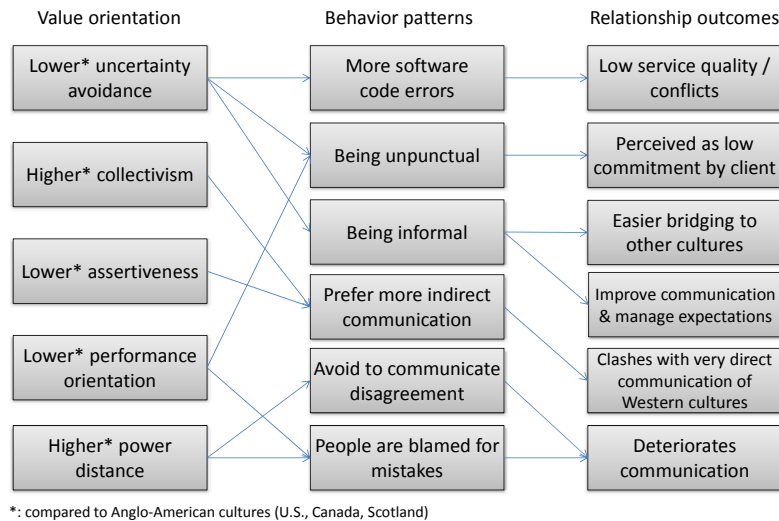 Value orientation
Behavior patterns
Relationship outcomes
Lower* uncertainty
avoidance
More software
code errors
Low service quality /
conflicts
Higher* collectivism
Being unpunctual
Perceived as low
commitment by client
Being informal
Easier bridging to
other cultures
Lower* assertiveness
Prefer more indirect
communication
Improve communication
& manage expectations
Lower* performance
orientation
Avoid to communicate
disagreement
Clashes with very direct
communication of
Western cultures
Higher* power
distance
People are blamed for
mistakes
Deteriorates
communication
*: compared to Anglo-American cultures (U.S., Canada, Scotland)